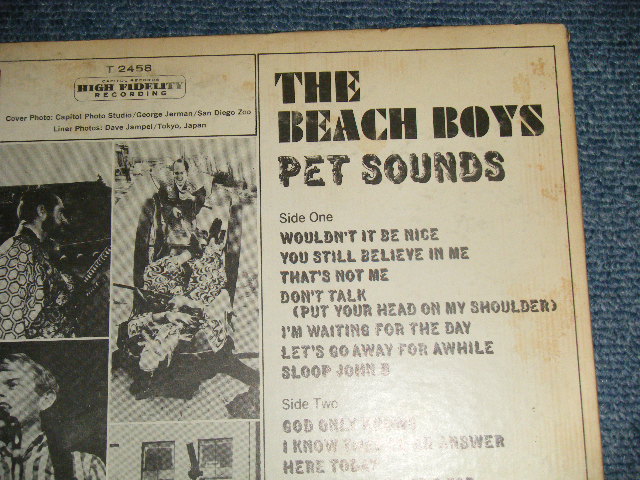 T 2458
CAPITOL RECORDS
HIGH FIDELITY
RECORDING
Cover Photo: Capitol Photo Studio/George Jerman/San Diego Zoo
Liner Photos: Dave Jampel/Tokyo, Japan
THE
BEACH BOYS
PET SOUNDS
Side One
WOULDN'T IT BE NICE
YOU STILL BELIEVE IN ME
THAT'S NOT ME
DON'T TALK
(PUT YOUR HEAD ON MY SHOULDER)
I'M WAITING FOR THE DAY
LET'S GO AWAY FOR AWHILE
SLOOP JOHN B
Side Two
GOD ONLY KNOWS
I KNOW ANSWER
HERE TODAY